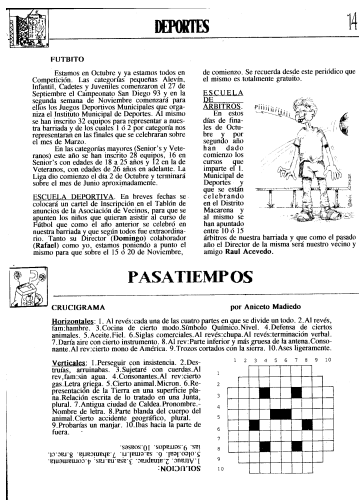 DEPORTES
14
FUTBITO
Estamos en Octubre y ya estamos todos en
Competición. Las categorías pequeñas Alevín,
Infantil, Cadetes y Juveniles comenzaron el 27 de
Septiembre el Campeonato San Diego 93 y en la
segunda semana de Noviembre comenzará para
ellos los Juegos Deportivos Municipales que orga-
niza el Instituto Municipal de Deportes. Al mismo
se han inscrito 32 equipos para representar a nues-
tra barriada y de los cuales 1 ó 2 por categoría nos
representaran en las finales que se celebrarán sobre
el mes de Marzo.
En las categorías mayores (Senior's y Vete-
ranos) este año se han inscrito 28 equipos, 16 en
Senior's con edades de 18 a 25 años y 12 en la de
Veteranos, con edades de 26 años en adelante. La
Liga dio comienzo el día 2 de Octubre y terminará
sobre el mes de Junio aproximadamente.
ESCUELA DEPORTIVA. En breves fechas se
colocará un cartel de Inscripción en el Tablón de
anuncios de la Asociación de Vecinos, para que se
apunten los niños que quieran asistir al curso de
Fútbol que como el año anterior se celebró en
nuestra barriada y que según todos fue extraordina-
rio. Tanto su Director (Domingo) colaborador
(Rafael) como yo, estamos poniendo a punto el
mismo para que sobre el 15 ó 20 de Noviembre,
de comienzo. Se recuerda desde este periódico que
el mismo es totalmente gratuito.
ESCUELA
DE
ARBITROS.
En estos
días de fina-
les de Octu-
bre y por
segundo año
han dado
comienzo los
cursos que
imparte el I.
Municipal de
Deportes y
que se están
celebrando
en el Distrito
Macarena y
al mismo se
han apuntado
entre 10 ó 15
árbitros de nuestra barriada y que como el pasado
año el Director de la misma será nuestro vecino y
amigo Raul Acevedo.
PASATIEMPOS
CRUCIGRAMA por Aniceto Madiedo
Horizontales: 1. Al revés:cada una de las cuatro partes en que se divide un todo. 2. Al revés,
fam:hambre. 3.Cocina de cierto modo.Símbolo Químico.Nivel. 4.Defensa de ciertos
animales. 5.Aceite.Fiel. 6.Siglas comerciales.Al revés:chupa.Al revés:terminación verbal.
7.Daría aire con cierto instrumento. 8.Al rev:Parte inferior y más gruesa de la antena.Conso-
nante.Al rev:cierto mono de América. 9.Trozos cortados con la sierra. 10.Ases ligeramente.
Verticales: 1.Perseguir con insistencia. 2.Des-
truías, arruinabas. 3.Sujetaré con cuerdas.Al
rev,fam:sin agua. 4.Consonantes.Al rev:cierto
gas.Letra griega. 5.Cierto animal.Micron. 6.Re-
presentación de la Tierra en una superficie pla-
na.Relación escrita de lo tratado en una Junta,
plural. 7.Antigua ciudad de Caldea.Pronombre.-
Nombre de letra. 8.Parte blanda del cuerpo del
animal.Cierto accidente geográfico, plural.
9.Probarías un manjar. 10.Ibas hacia la parte de
fuera.
SOLUCION:
1 2 3 4 5 6 7 8 9 10
1
2
3
4
5
6
7
8
9
10